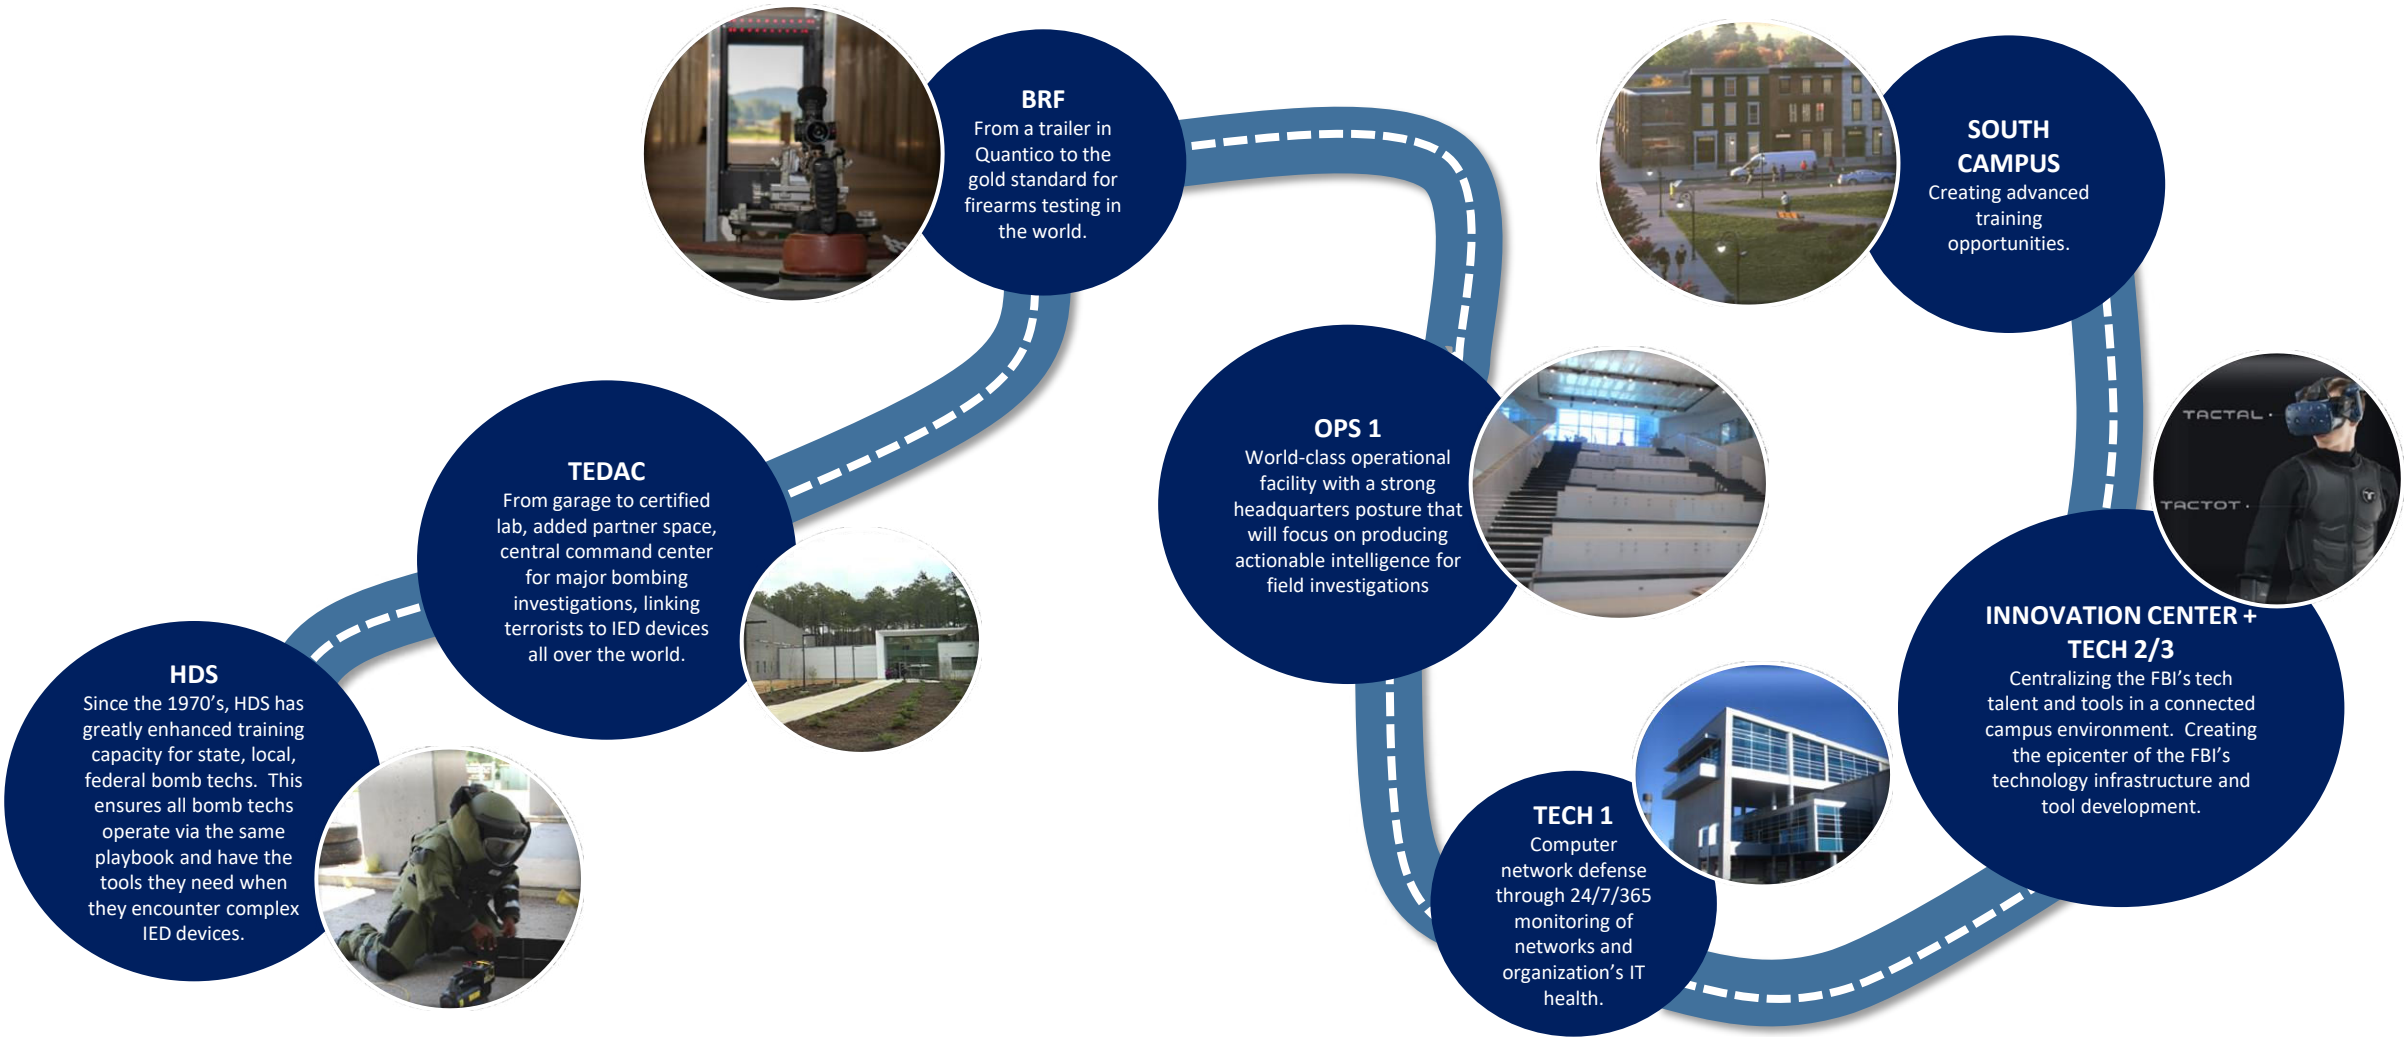 BRF
From a trailer in
Quantico to the
gold standard for
firearms testing in
the world.
SOUTH
CAMPUS
Creating advanced
training
opportunities.
TEDAC
From garage to certified
lab, added partner space,
central command center
for major bombing
investigations, linking
terrorists to IED devices
all over the world.
OPS 1
World-class operational
facility with a strong
headquarters posture that
will focus on producing
actionable intelligence for
field investigations
TACTAL
TACTOT
HDS
Since the 1970’s, HDS has
greatly enhanced training
capacity for state, local,
federal bomb techs.  This
ensures all bomb techs
operate via the same
playbook and have the
tools they need when
they encounter complex
IED devices.
INNOVATION CENTER +
TECH 2/3
Centralizing the FBI’s tech
talent and tools in a connected
campus environment.  Creating
the epicenter of the FBI’s
technology infrastructure and
tool development.
TECH 1
Computer
network defense
through 24/7/365
monitoring of
networks and
organization’s IT
health.